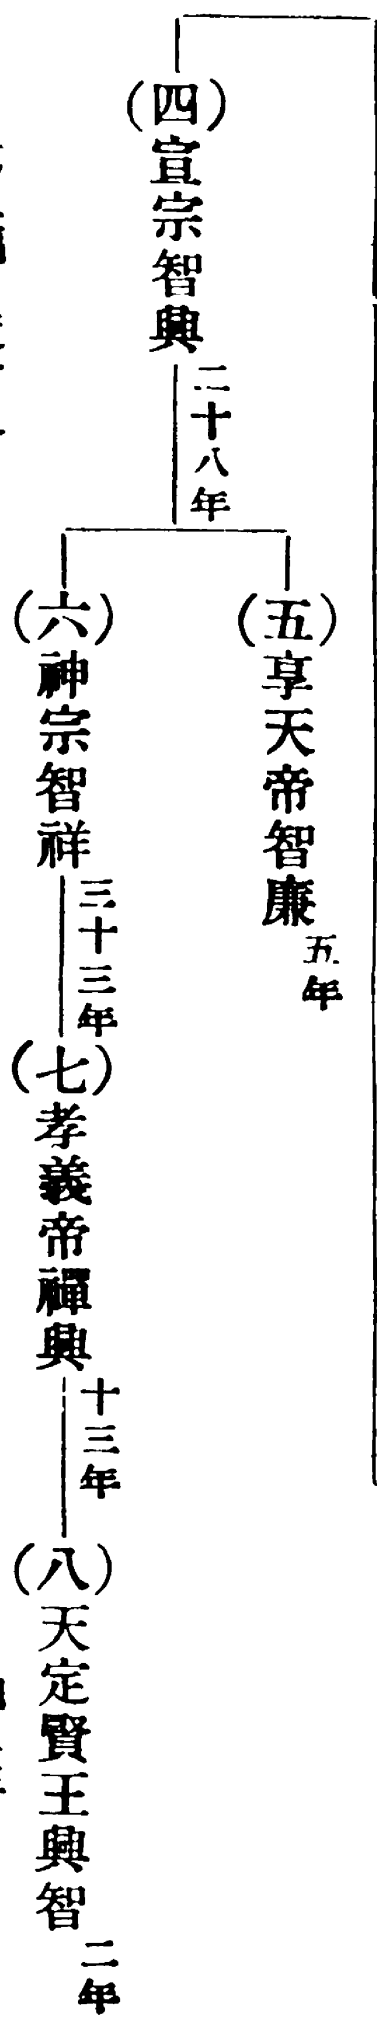 （四）宣宗智興
二十八年
（五）享天帝智廉
五年
（六）神宗智祥
三十三年
（七）孝義帝禪興
十三年
（八）天定賢王興智
二年